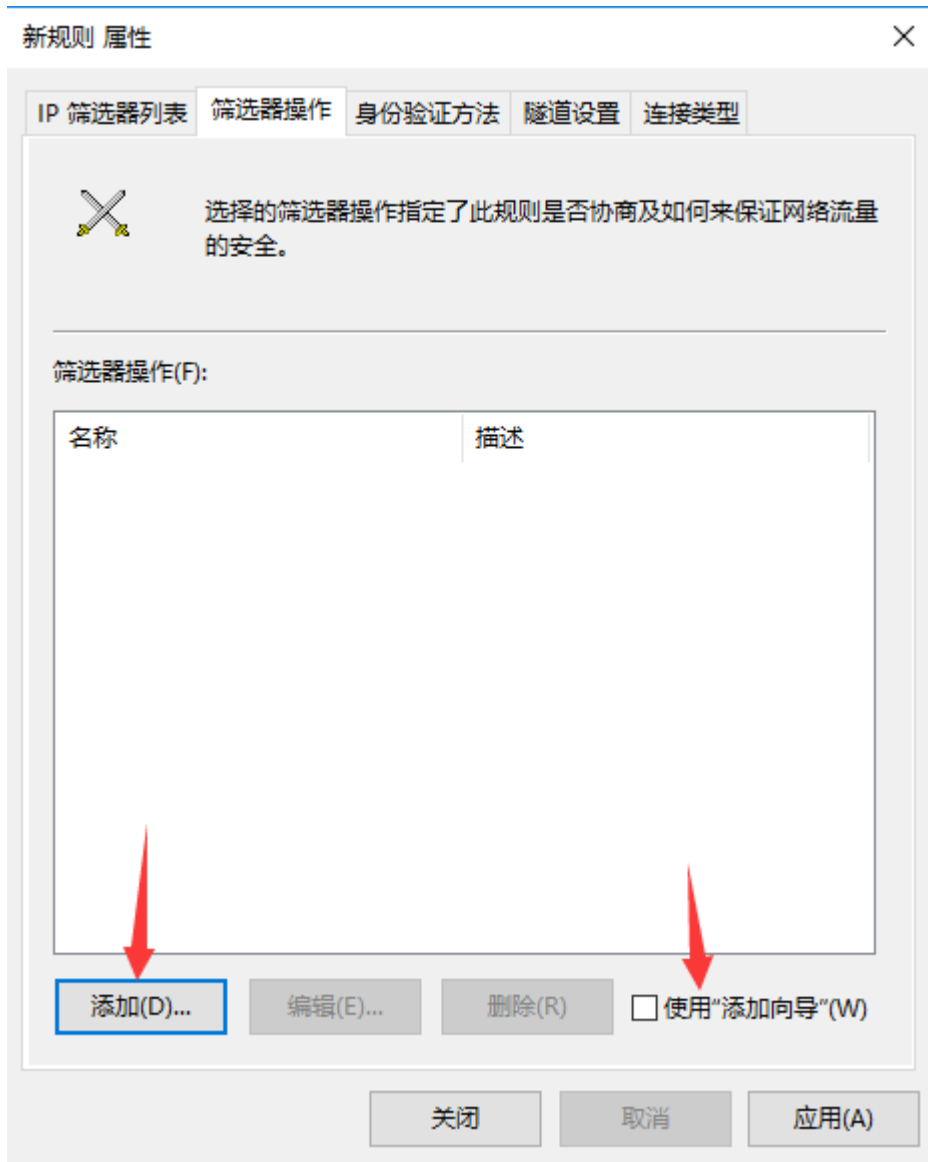 新规则 属性
IP 筛选器列表 筛选器操作 身份验证方法 隧道设置 连接类型
选择的筛选器操作指定了此规则是否协商及如何来保证网络流量
的安全。
筛选器操作(F):
名称 描述
添加(D)... 编辑(E)... 删除(R) 使用“添加向导”(W)
关闭 取消 应用(A)